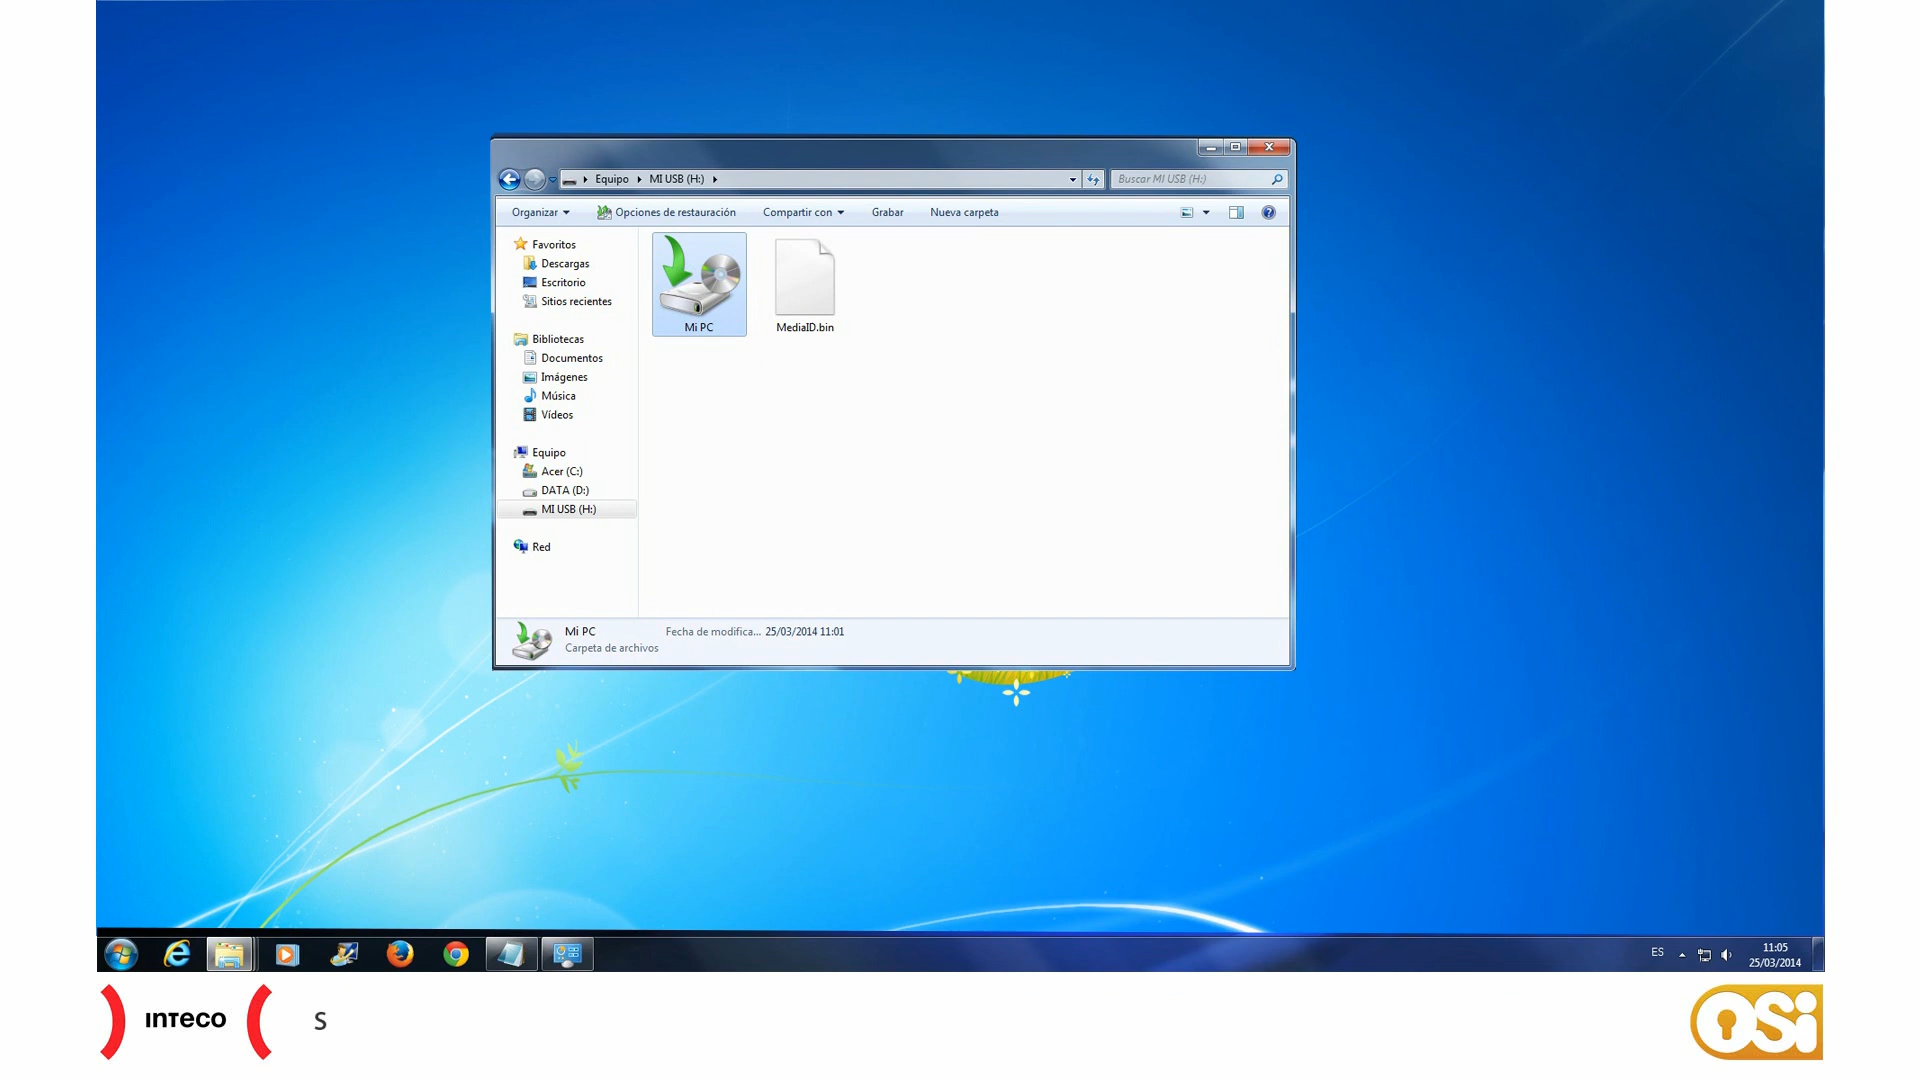 Equipo MI USB (H:)
Buscar MI USB (H:)
Organizar
Opciones de restauración
Compartir con
Grabar
Nueva carpeta
Favoritos
Descargas
Escritorio
Sitios recientes
Bibliotecas
Documentos
Imágenes
Música
Vídeos
Equipo
Acer (C:)
DATA (D:)
MI USB (H:)
Red
Mi PC
MediaID.bin
Mi PC
Fecha de modifica... 25/03/2014 11:01
Carpeta de archivos
ES
11:05
25/03/2014
INTECO
S
OSi